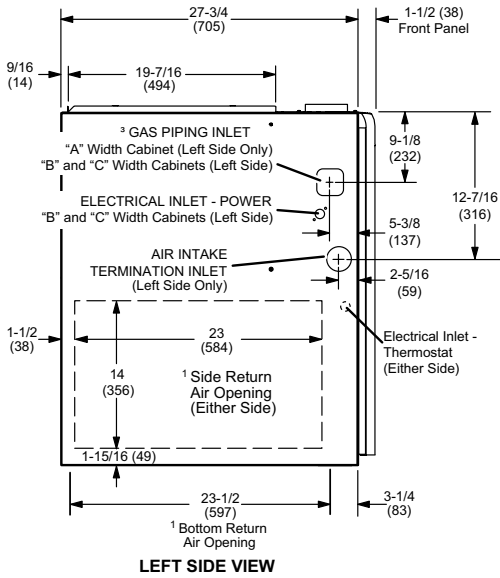 27-3/4
(705)
1-1/2 (38)
Front Panel
9/16
(14)
19-7/16
(494)
³ GAS PIPING INLET
“A” Width Cabinet (Left Side Only)
“B” and “C” Width Cabinets (Left Side)
9-1/8
(232)
ELECTRICAL INLET - POWER
“B” and “C” Width Cabinets (Left Side)
12-7/16
(316)
5-3/8
(137)
AIR INTAKE
TERMINATION INLET
(Left Side Only)
2-5/16
(59)
1-1/2
(38)
23
(584)
Electrical Inlet -
Thermostat
(Either Side)
14
(356)
¹ Side Return
Air Opening
(Either Side)
1-15/16 (49)
23-1/2
(597)
3-1/4
(83)
¹ Bottom Return
Air Opening
LEFT SIDE VIEW